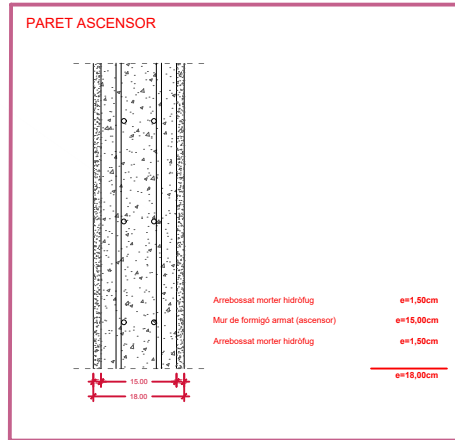 PARET ASCENSOR
Arrebossat morter hidròfug e=1,50cm
Mur de formigó armat (ascensor) e=15,00cm
Arrebossat morter hidròfug e=1,50cm
e=18,00cm
15.00
18.00